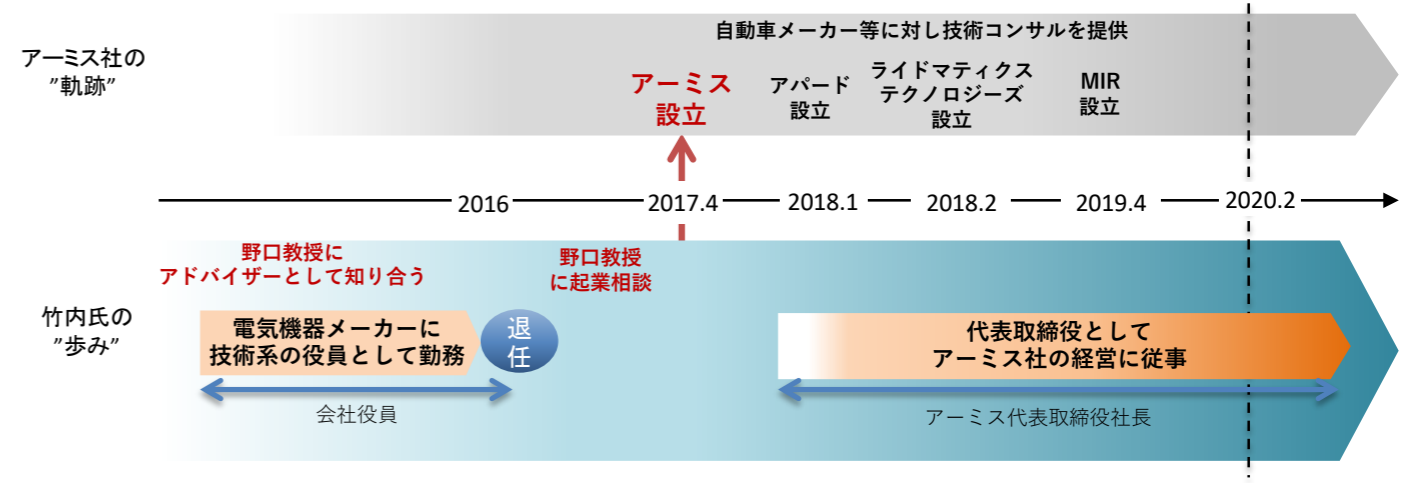 自動車メーカー等に対し技術コンサルを提供
アーミス社の
”軌跡”
アーミス
設立
アパード
設立
ライドマティクス
テクノロジーズ
設立
MIR
設立
2016
2017.4
2018.1
2018.2
2019.4
2020.2
竹内氏の
”歩み”
野口教授に
アドバイザーとして知り合う
野口教授
に起業相談
電気機器メーカーに
技術系の役員として勤務
退
任
代表取締役として
アーミス社の経営に従事
会社役員
アーミス代表取締役社長